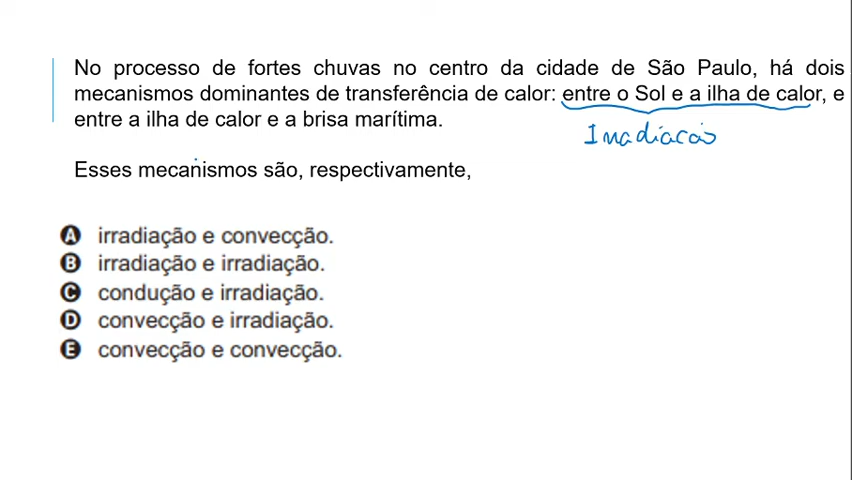 No processo de fortes chuvas no centro da cidade de São Paulo, há dois
mecanismos dominantes de transferência de calor: entre o Sol e a ilha de calor, e
entre a ilha de calor e a brisa marítima.
Irradiação
Esses mecanismos são, respectivamente,
A irradiação e convecção.
B irradiação e irradiação.
C condução e irradiação.
D convecção e irradiação.
E convecção e convecção.